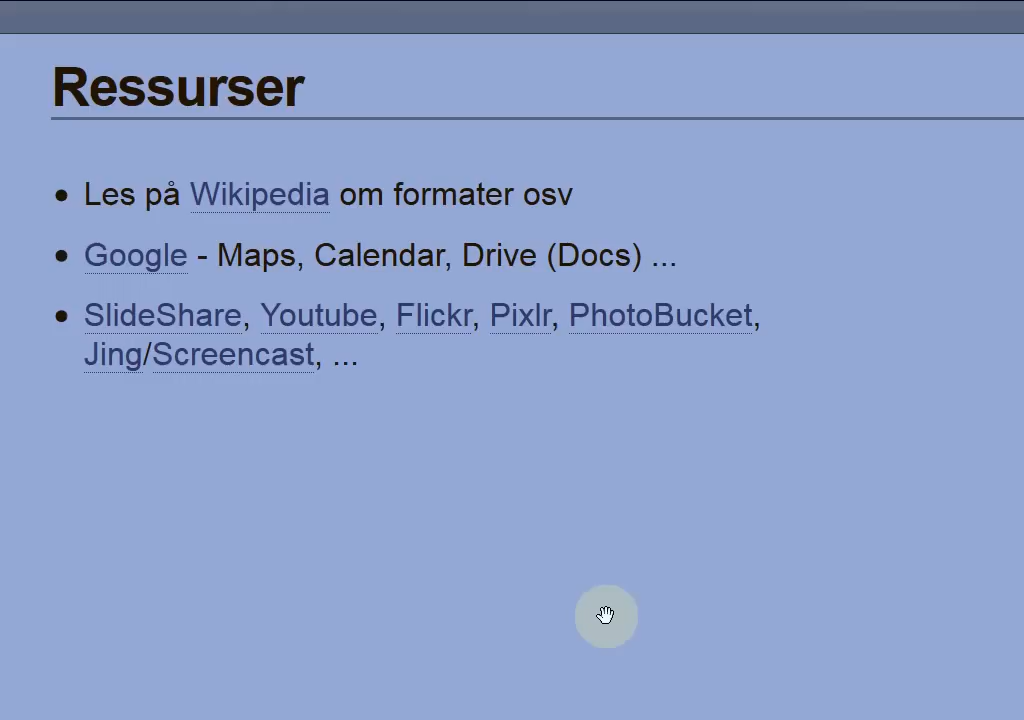 Ressurser
• Les på Wikipedia om formater osv
• Google - Maps, Calendar, Drive (Docs) ...
• SlideShare, Youtube, Flickr, Pixlr, PhotoBucket,
Jing/Screencast, ...